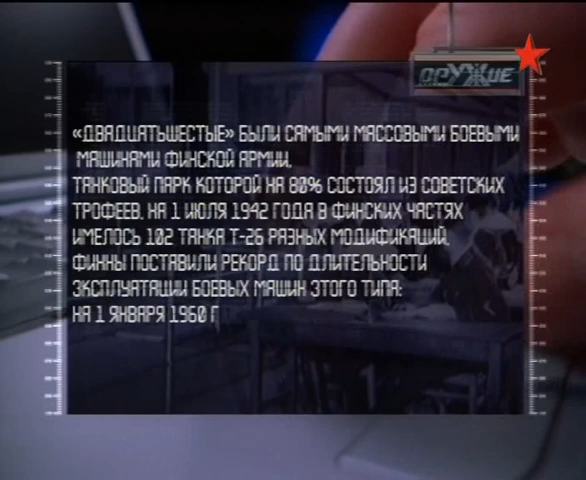 ОРУЖИЕ
«ДВАДЦАТЬШЕСТЫЕ» БЫЛИ САМЫМИ МАССОВЫМИ БОЕВЫМИ
МАШИНАМИ ФИНСКОЙ АРМИИ,
ТАНКОВЫЙ ПАРК КОТОРОЙ НА 80% СОСТОЯЛ ИЗ СОВЕТСКИХ
ТРОФЕЕВ. НА 1 ИЮЛЯ 1942 ГОДА В ФИНСКИХ ЧАСТЯХ
ИМЕЛОСЬ 102 ТАНКА Т-26 РАЗНЫХ МОДИФИКАЦИЙ.
ФИННЫ ПОСТАВИЛИ РЕКОРД ПО ДЛИТЕЛЬНОСТИ
ЭКСПЛУАТАЦИИ БОЕВЫХ МАШИН ЭТОГО ТИПА:
НА 1 ЯНВАРЯ 1960 Г